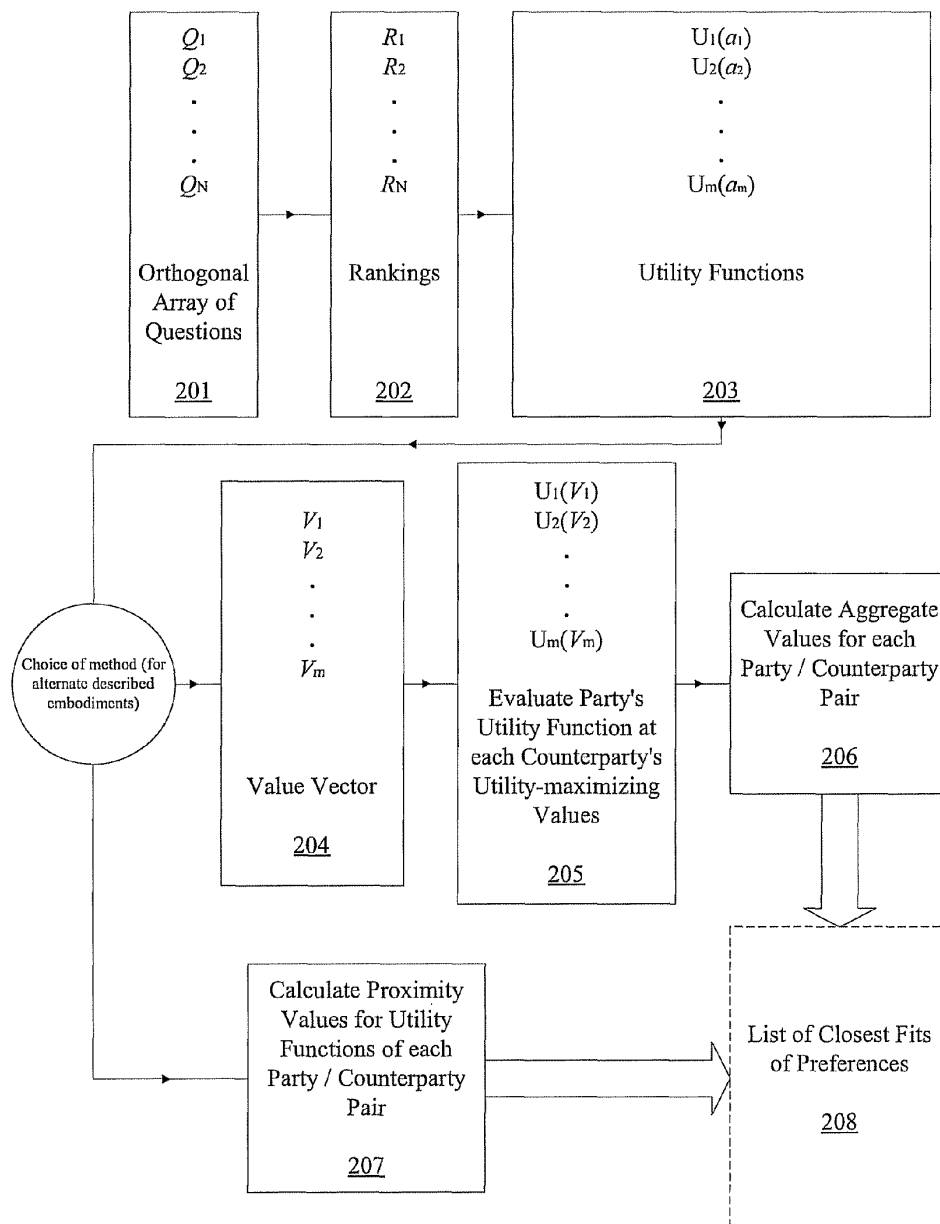 Q1
Q2
.
.
.
QN
Orthogonal
Array of
Questions
201
R1
R2
.
.
.
RN
Rankings
202
U1(a1)
U2(a2)
.
.
.
Um(am)
Utility Functions
203
Choice of method (for
alternate described
embodiments)
V1
V2
.
.
.
Vm
Value Vector
204
U1(V1)
U2(V2)
.
.
.
Um(Vm)
Evaluate Party's
Utility Function at
each Counterparty's
Utility-maximizing
Values
205
Calculate Aggregate
Values for each
Party / Counterparty
Pair
206
Calculate Proximity
Values for Utility
Functions of each
Party / Counterparty
Pair
207
List of Closest Fits
of Preferences
208